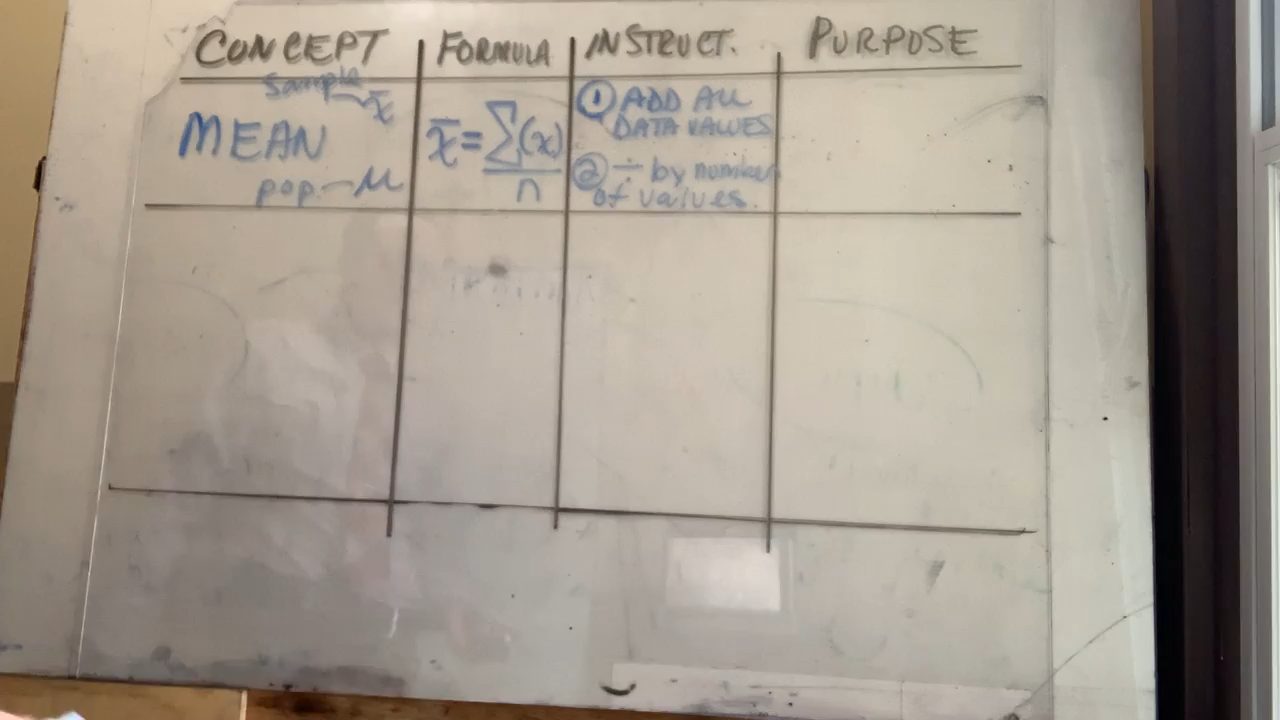 CONCEPT FORMULA INSTRUCT. PURPOSE
Sample x̄
MEAN
pop. — μ
x̄ = Σ(x)
n
① ADD ALL
DATA VALUES
② ÷ by number
of values.